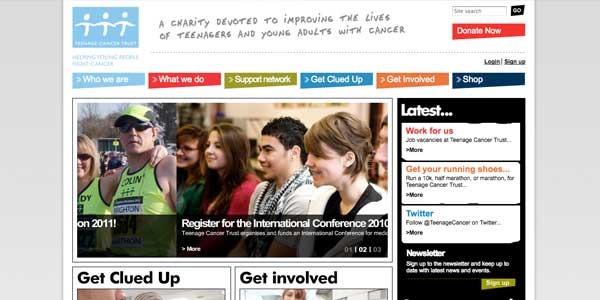 TEENAGE CANCER TRUST
HELPING YOUNG PEOPLE
FIGHT CANCER
A CHARITY DEVOTED TO IMPROVING THE LIVES
OF TEENAGERS AND YOUNG ADULTS WITH CANCER
Site search
GO
Donate Now
Login | Sign up
> Who we are
> What we do
> Support network
> Get Clued Up
> Get Involved
> Shop
COLIN
BRIGHTON
on 2011!
Register for the International Conference 2010
Teenage Cancer Trust organises and funds an International Conference for medic
> More
01 | 02 | 03
Latest...
Work for us
Job vacancies at Teenage Cancer Trust...
>More
Get your running shoes...
Run a 10k, half marathon, or marathon, for
Teenage Cancer Trust...
>More
Twitter
Follow @TeenageCancer on Twitter...
>More
Newsletter
Sign up to the newsletter and keep up to
date with latest news and events.
Sign up
Get Clued Up
Get involved